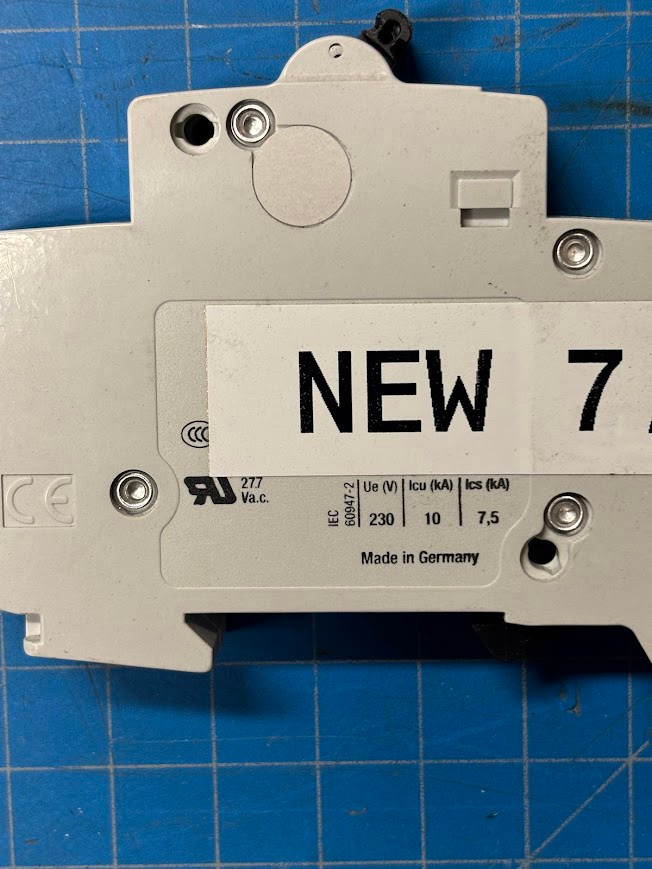 NEW 7
CE
277
Va.c.
IEC
60947-2
Ue (V) Icu (kA) Ics (kA)
230 10 7,5
Made in Germany